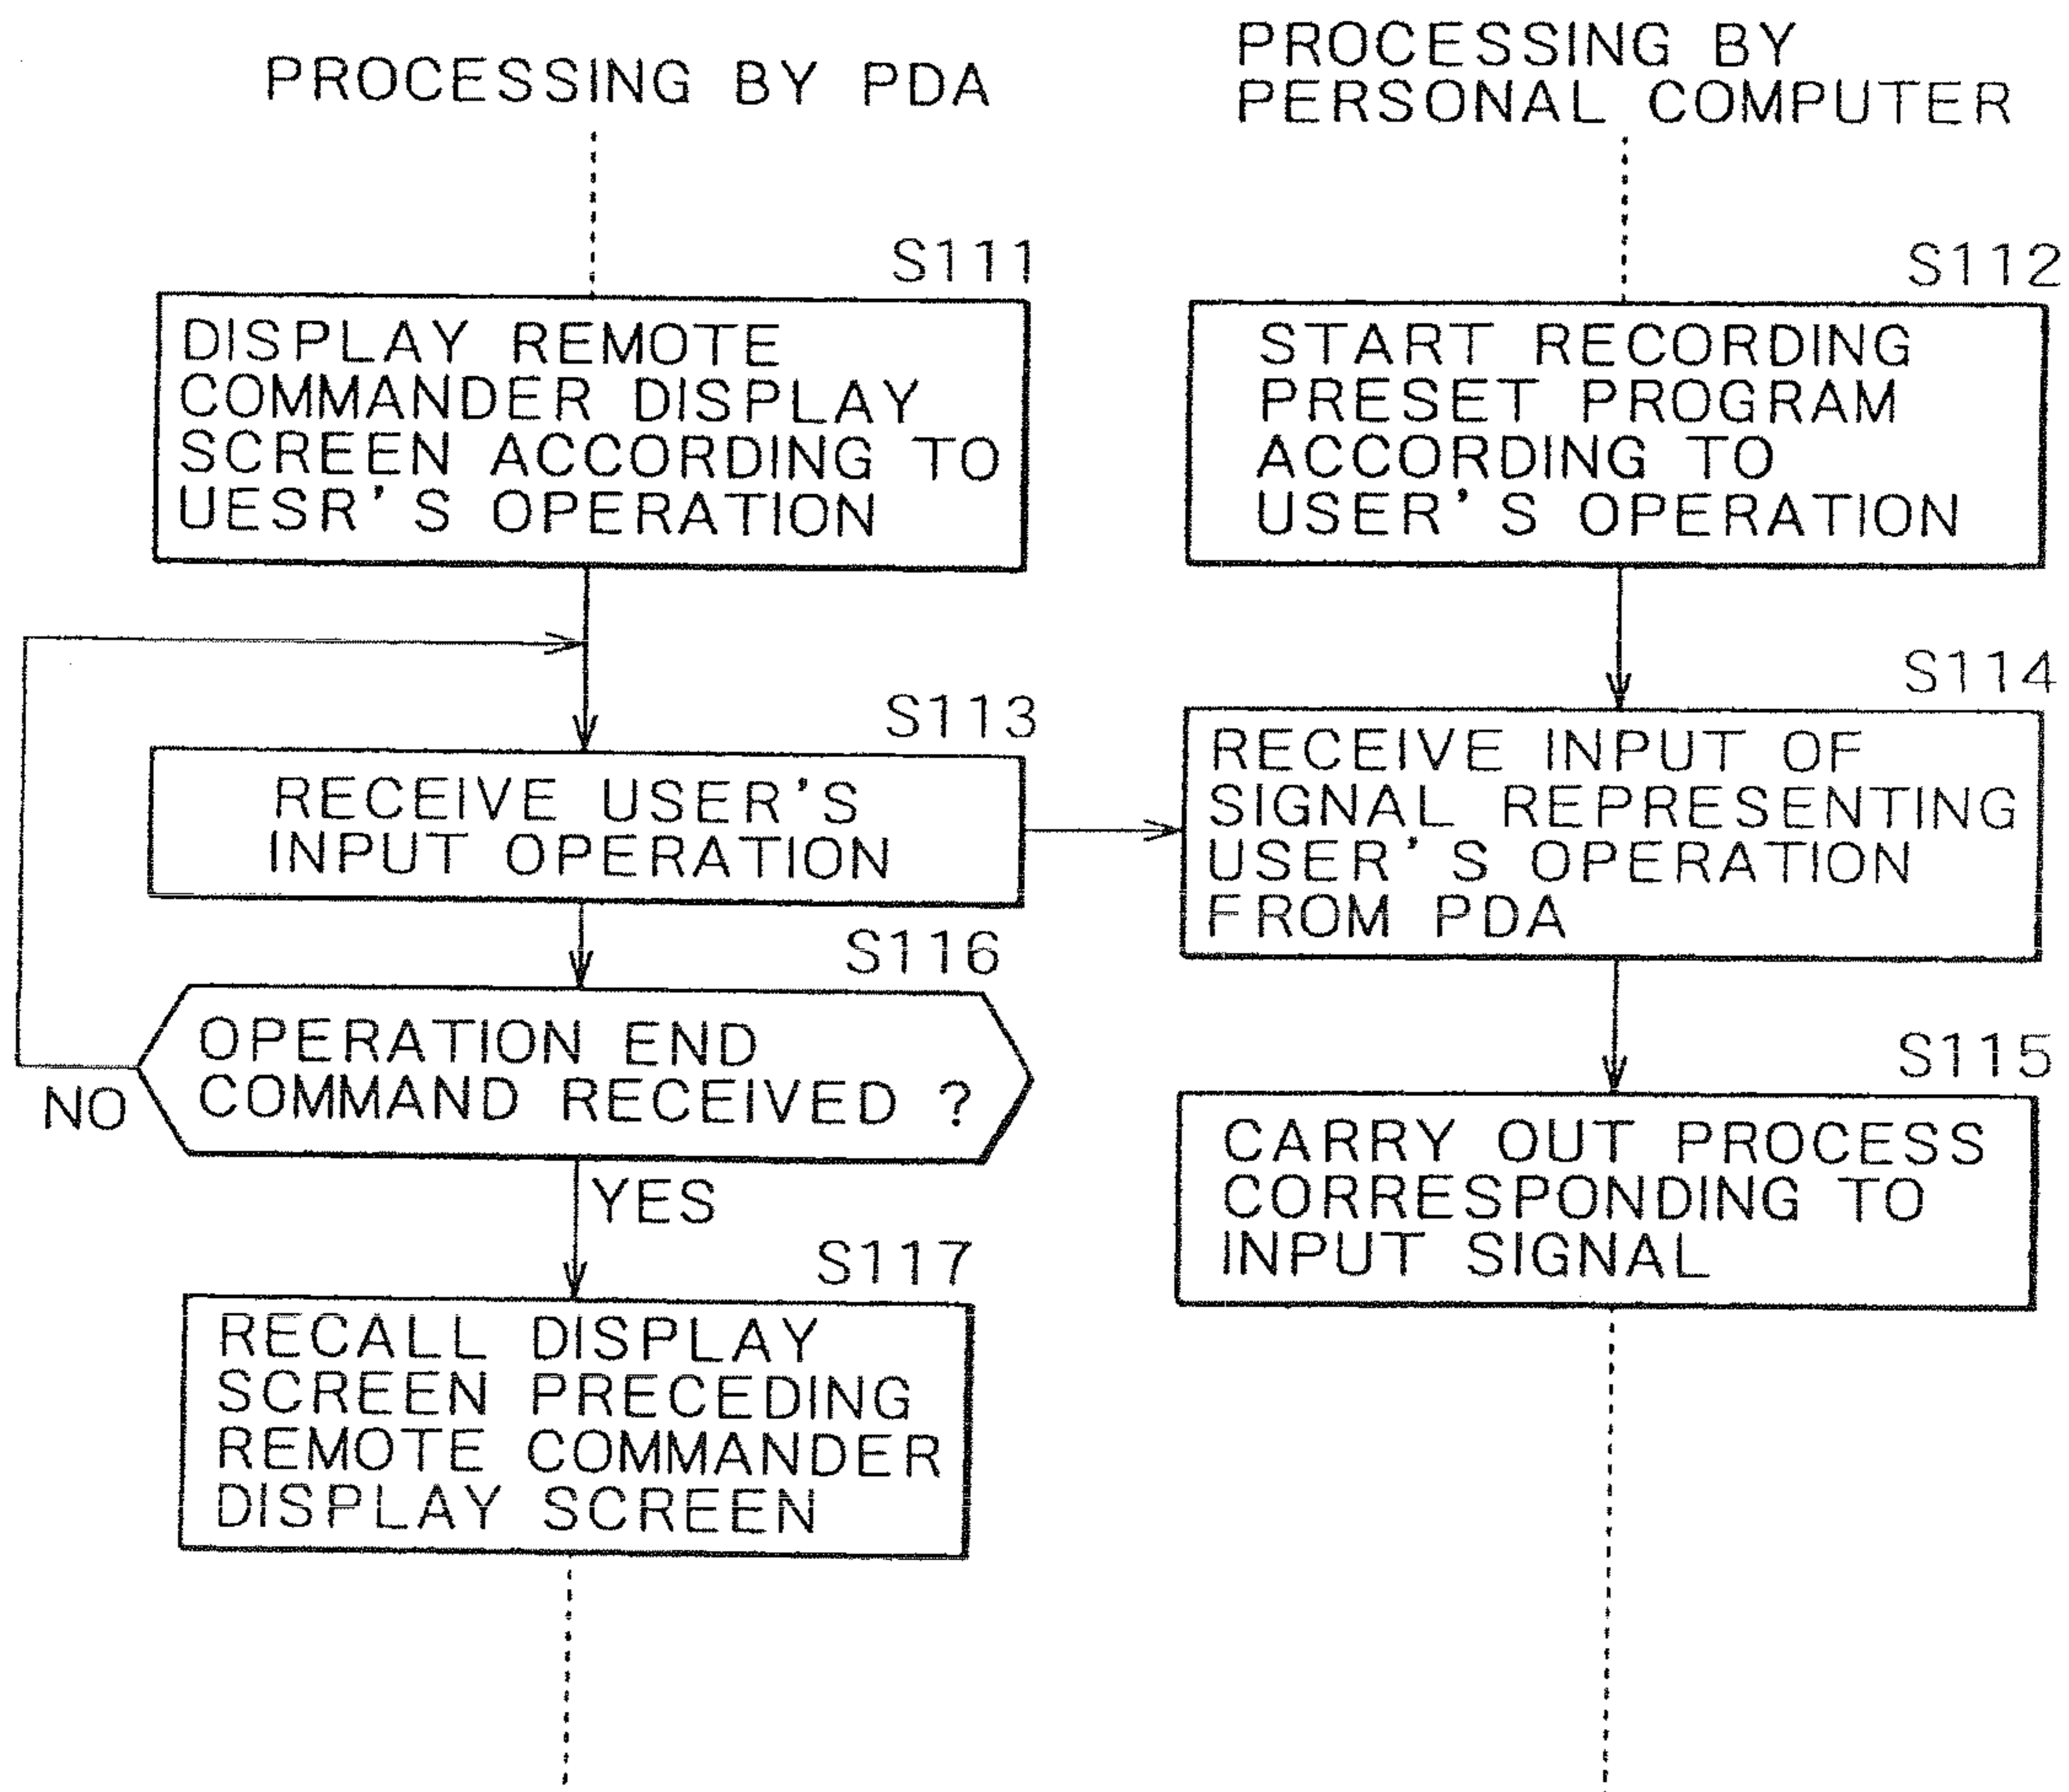 PROCESSING BY PDA
S111
DISPLAY REMOTE
COMMANDER DISPLAY
SCREEN ACCORDING TO
UESR'S OPERATION
S113
RECEIVE USER'S
INPUT OPERATION
S116
OPERATION END
COMMAND RECEIVED ?
NO
YES
S117
RECALL DISPLAY
SCREEN PRECEDING
REMOTE COMMANDER
DISPLAY SCREEN
PROCESSING BY
PERSONAL COMPUTER
S112
START RECORDING
PRESET PROGRAM
ACCORDING TO
USER'S OPERATION
S114
RECEIVE INPUT OF
SIGNAL REPRESENTING
USER'S OPERATION
FROM PDA
S115
CARRY OUT PROCESS
CORRESPONDING TO
INPUT SIGNAL